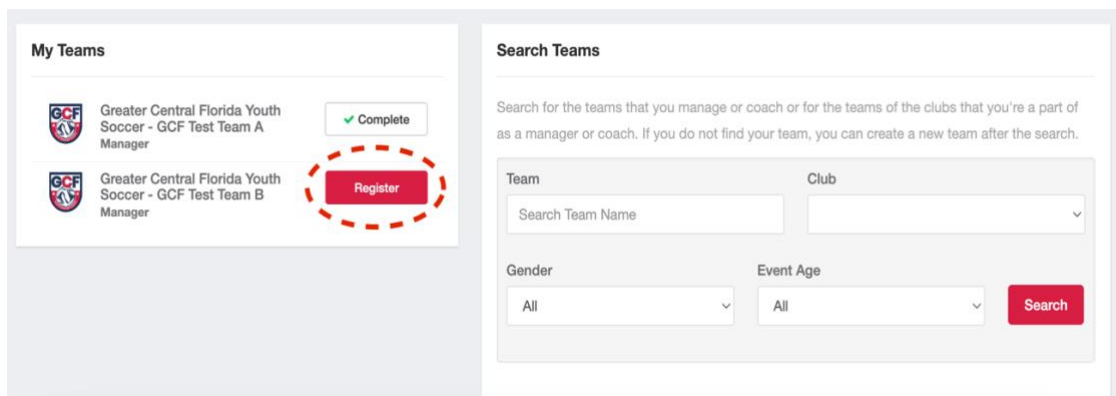 My Teams
GCF
Greater Central Florida Youth
Soccer - GCF Test Team A
Manager
Complete
GCF
Greater Central Florida Youth
Soccer - GCF Test Team B
Manager
Register
Search Teams
Search for the teams that you manage or coach or for the teams of the clubs that you're a part of
as a manager or coach. If you do not find your team, you can create a new team after the search.
Team
Club
Search Team Name
Gender
Event Age
All
All
Search